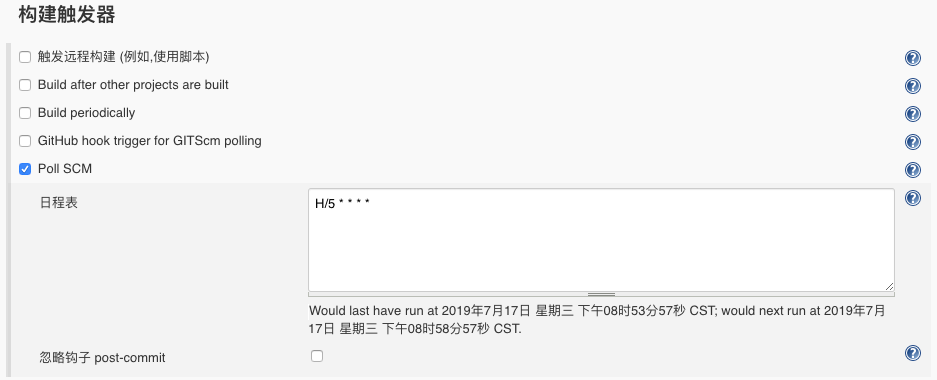 构建触发器
触发远程构建 (例如,使用脚本)
Build after other projects are built
Build periodically
GitHub hook trigger for GITScm polling
Poll SCM
日程表
H/5 * * * *
Would last have run at 2019年7月17日 星期三 下午08时53分57秒 CST; would next run at 2019年7月
17日 星期三 下午08时58分57秒 CST.
忽略钩子 post-commit